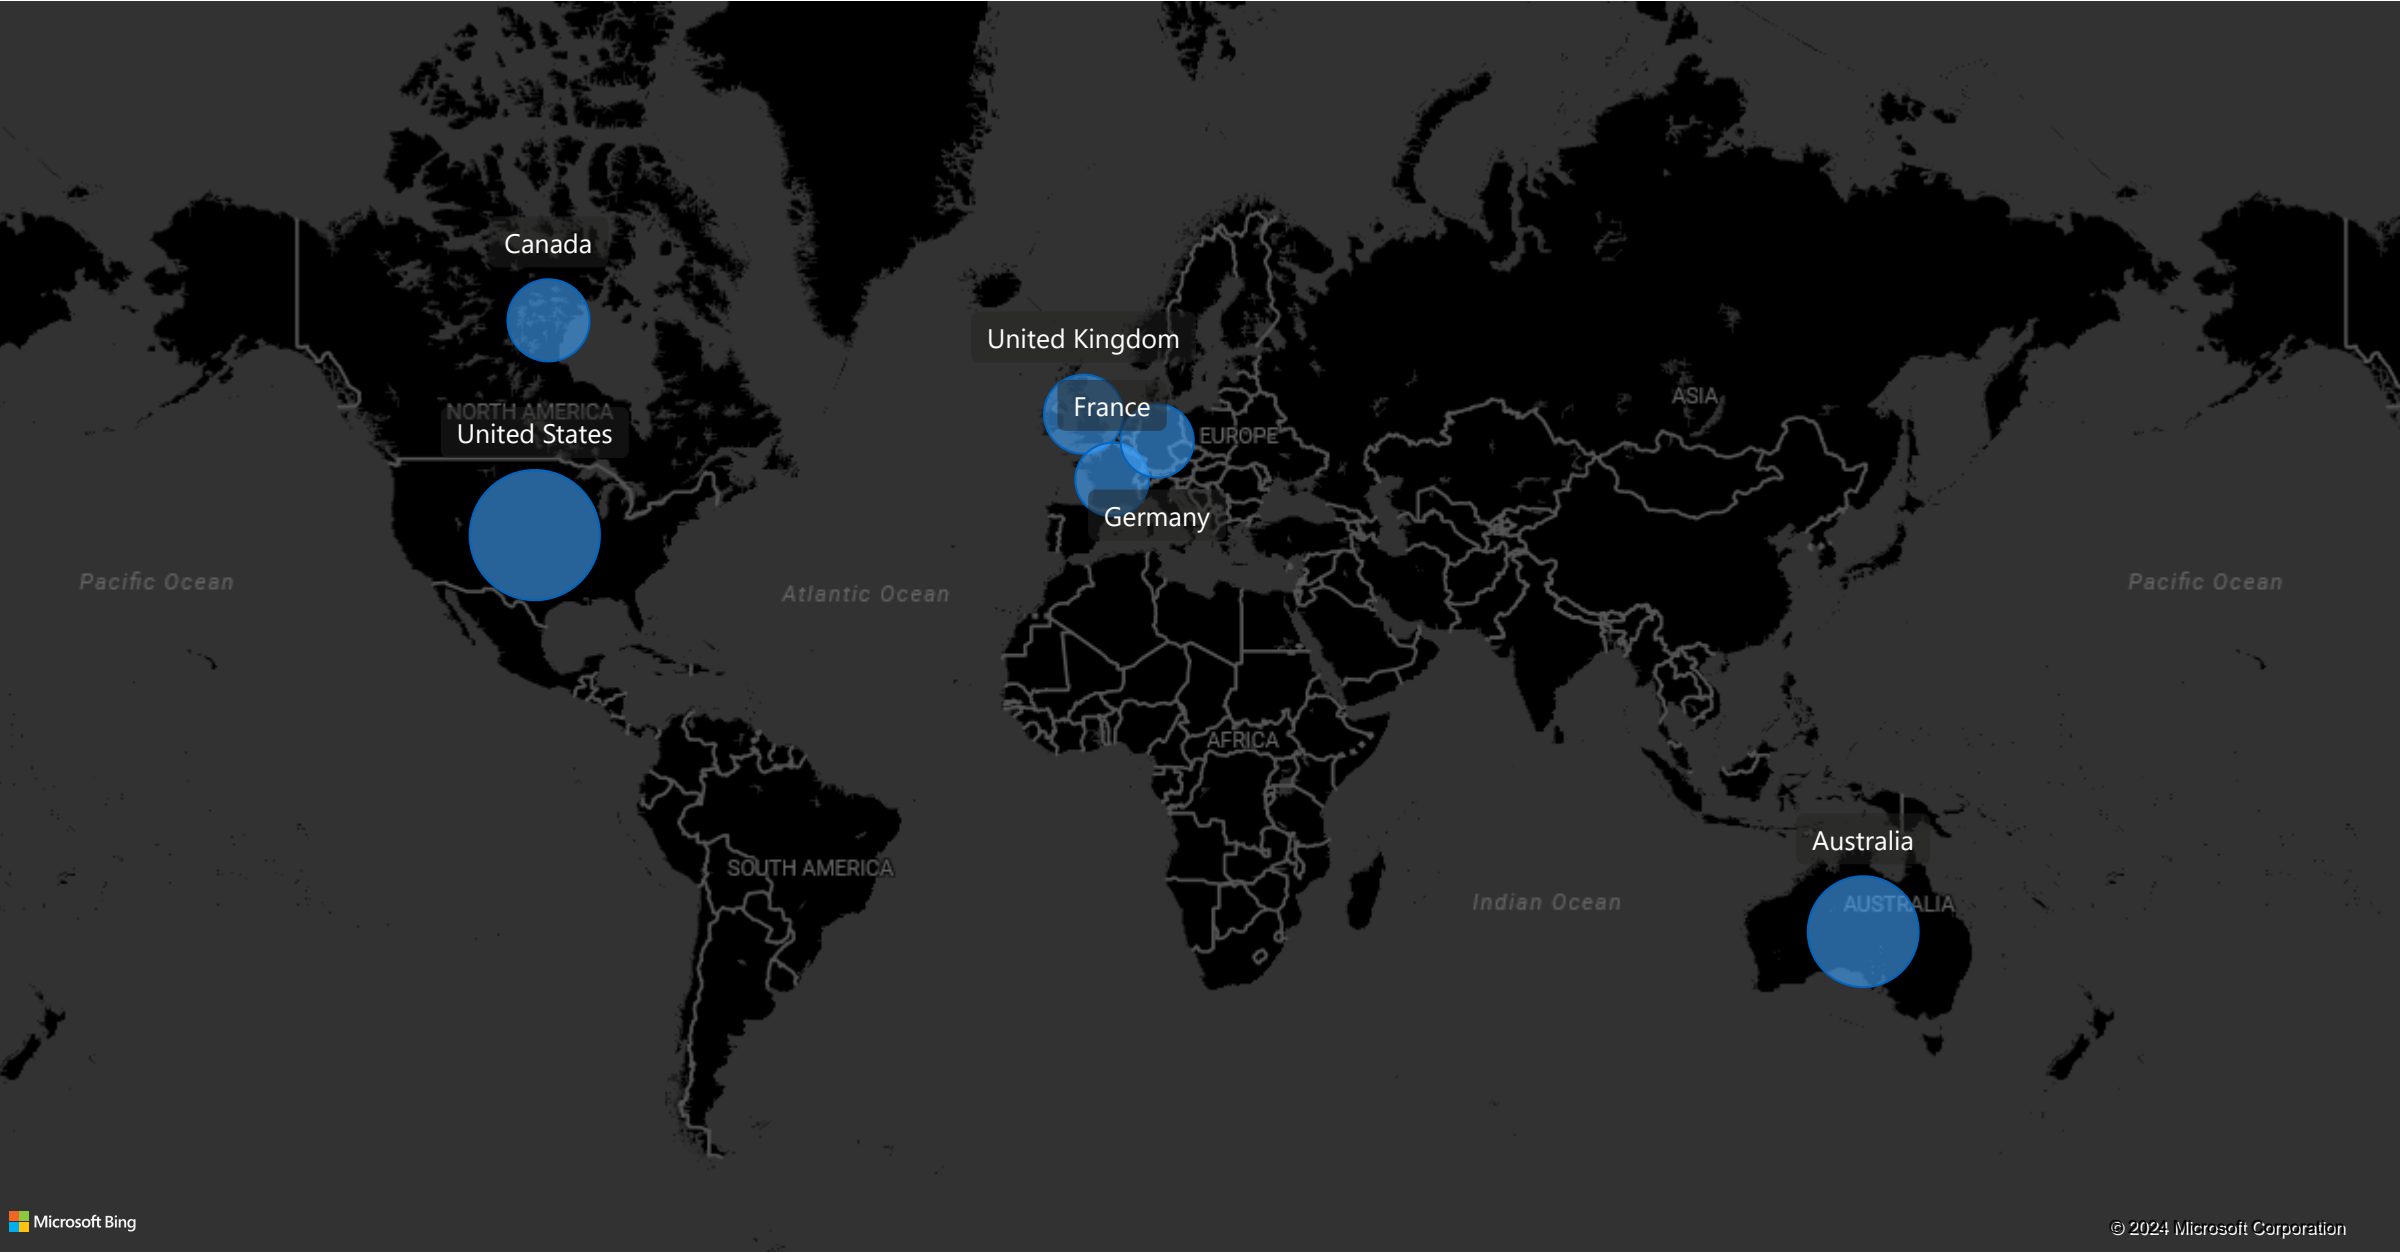 Canada
United Kingdom
NORTH AMERICA
United States
France
EUROPE
ASIA
Germany
Pacific Ocean
Atlantic Ocean
Pacific Ocean
AFRICA
SOUTH AMERICA
Indian Ocean
Australia
AUSTRALIA
Microsoft Bing
© 2024 Microsoft Corporation